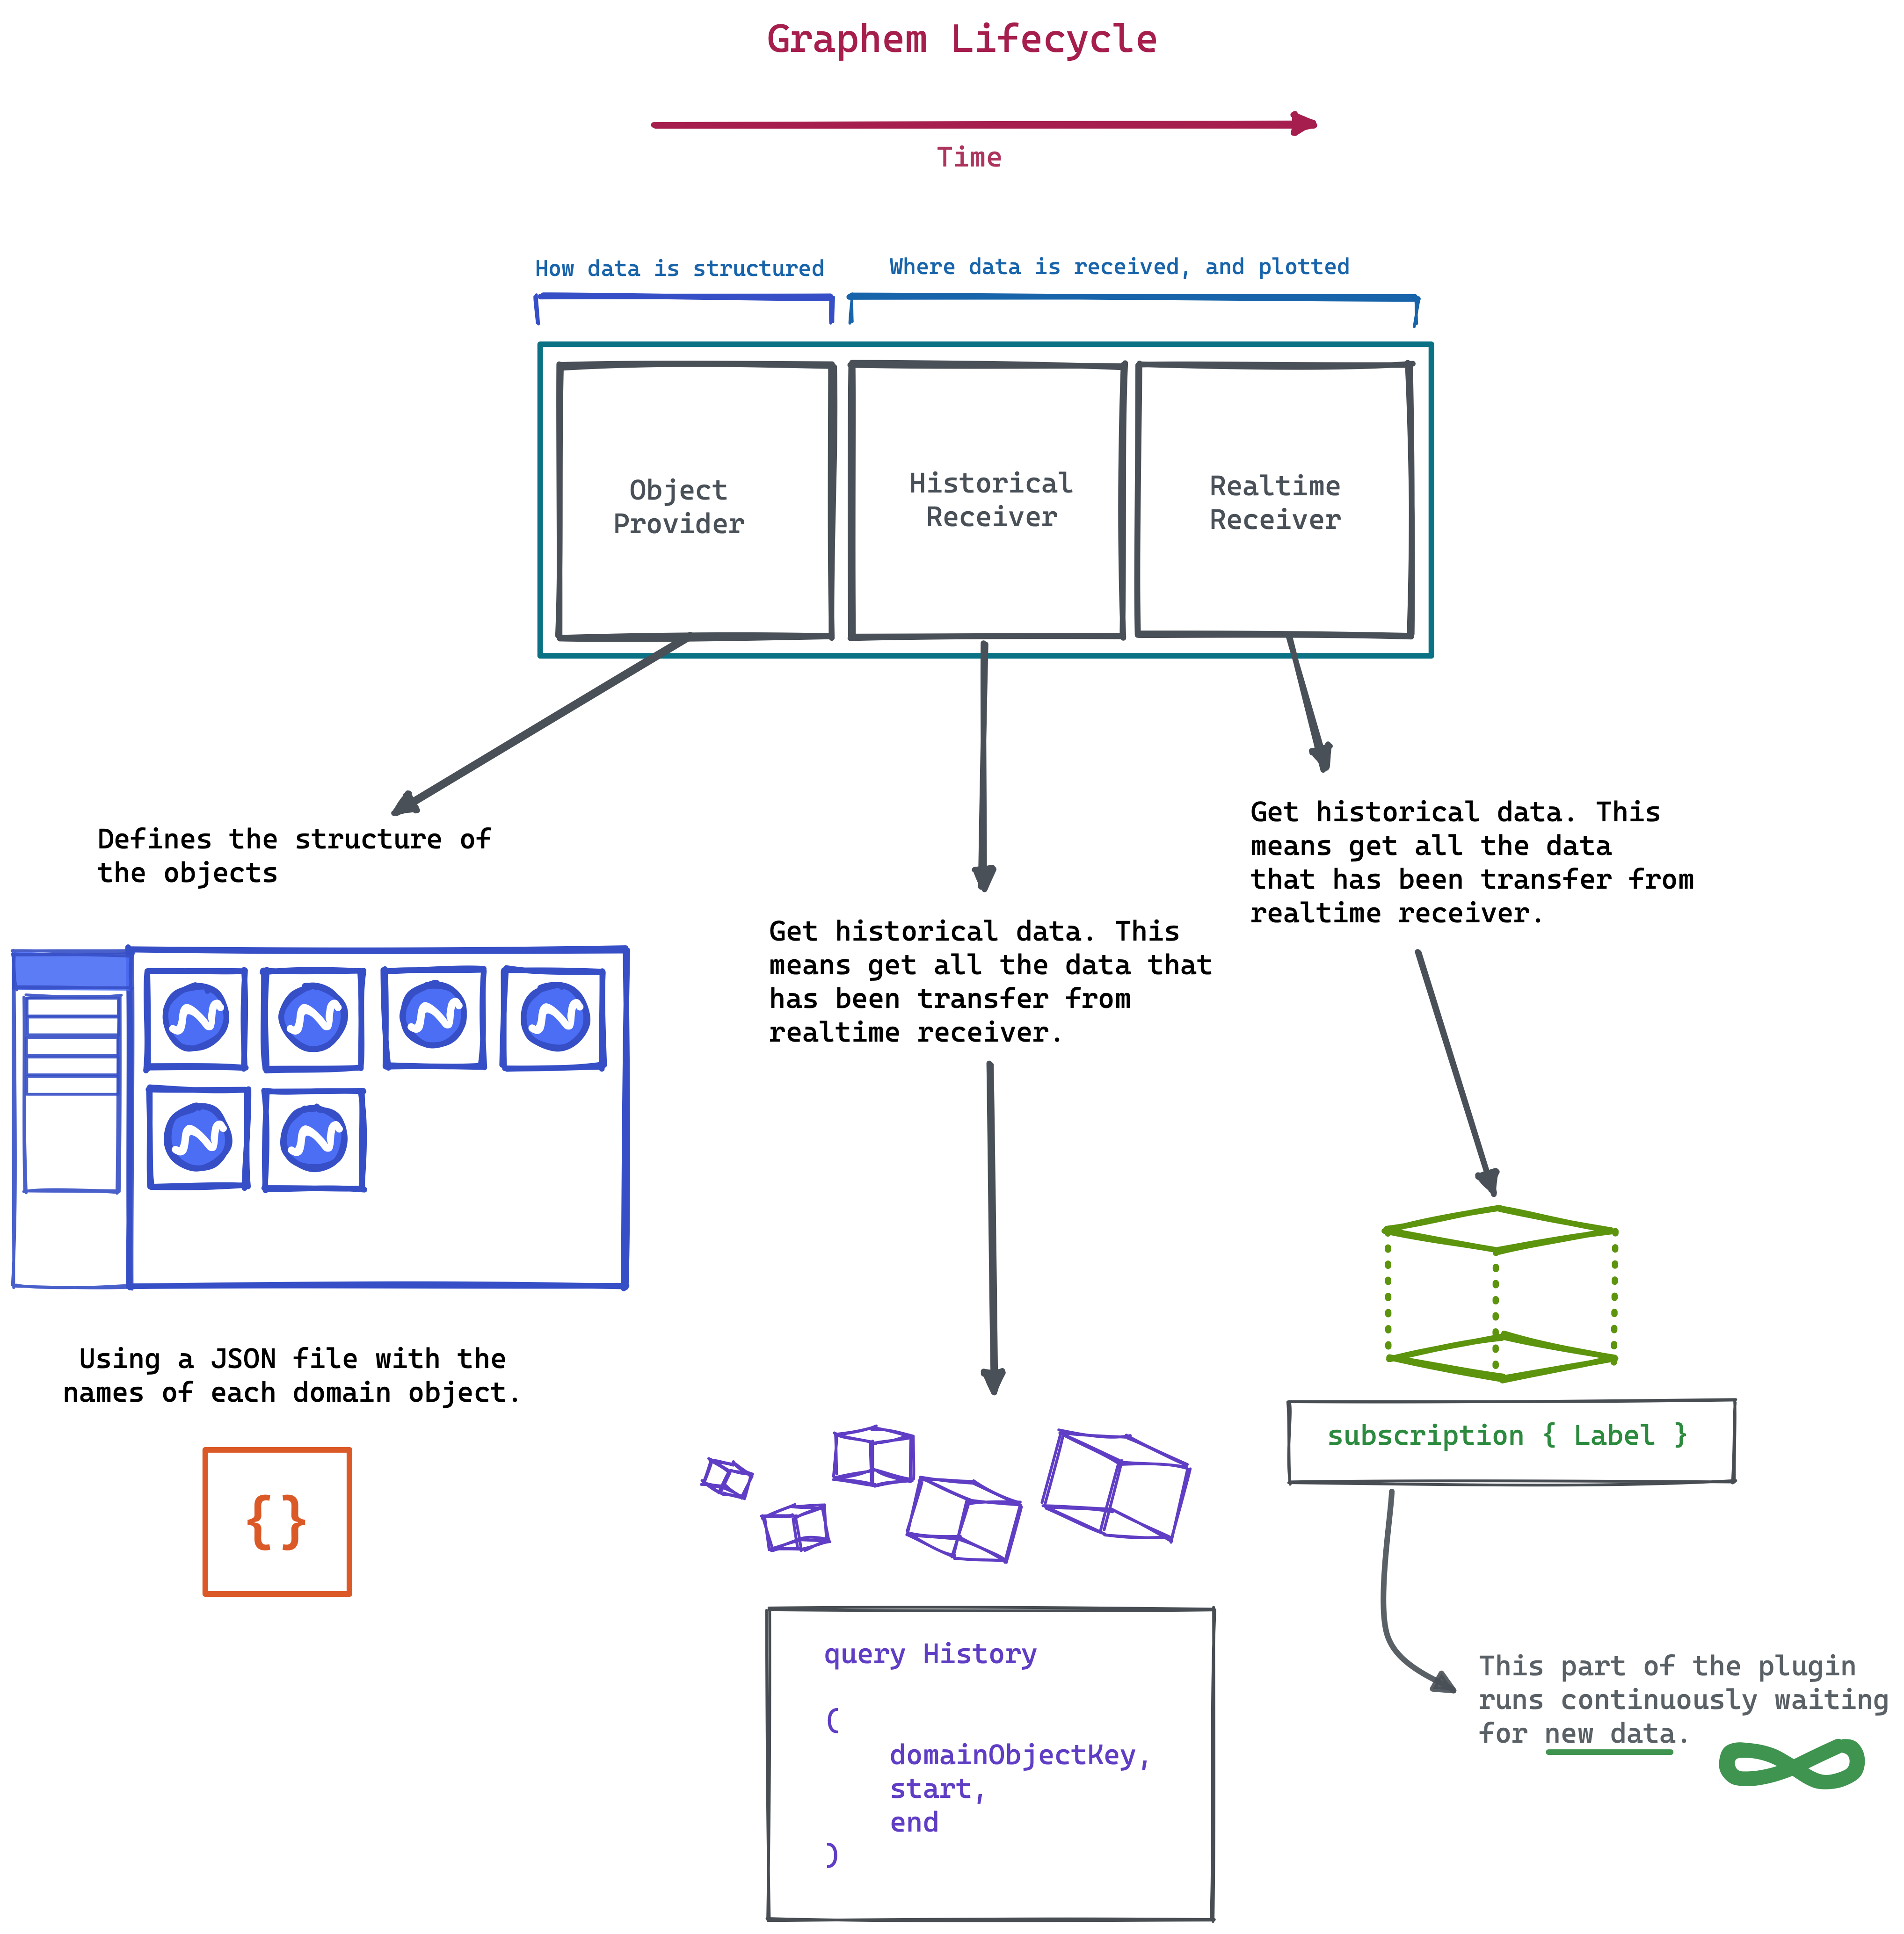 Graphem Lifecycle
Time
How data is structured
Where data is received, and plotted
Object
Provider
Historical
Receiver
Realtime
Receiver
Defines the structure of
the objects
Using a JSON file with the
names of each domain object.
{}
Get historical data. This
means get all the data that
has been transfer from
realtime receiver.
query History
(
domainObjectKey,
start,
end
)
Get historical data. This
means get all the data
that has been transfer from
realtime receiver.
subscription { Label }
This part of the plugin
runs continuously waiting
for new data.